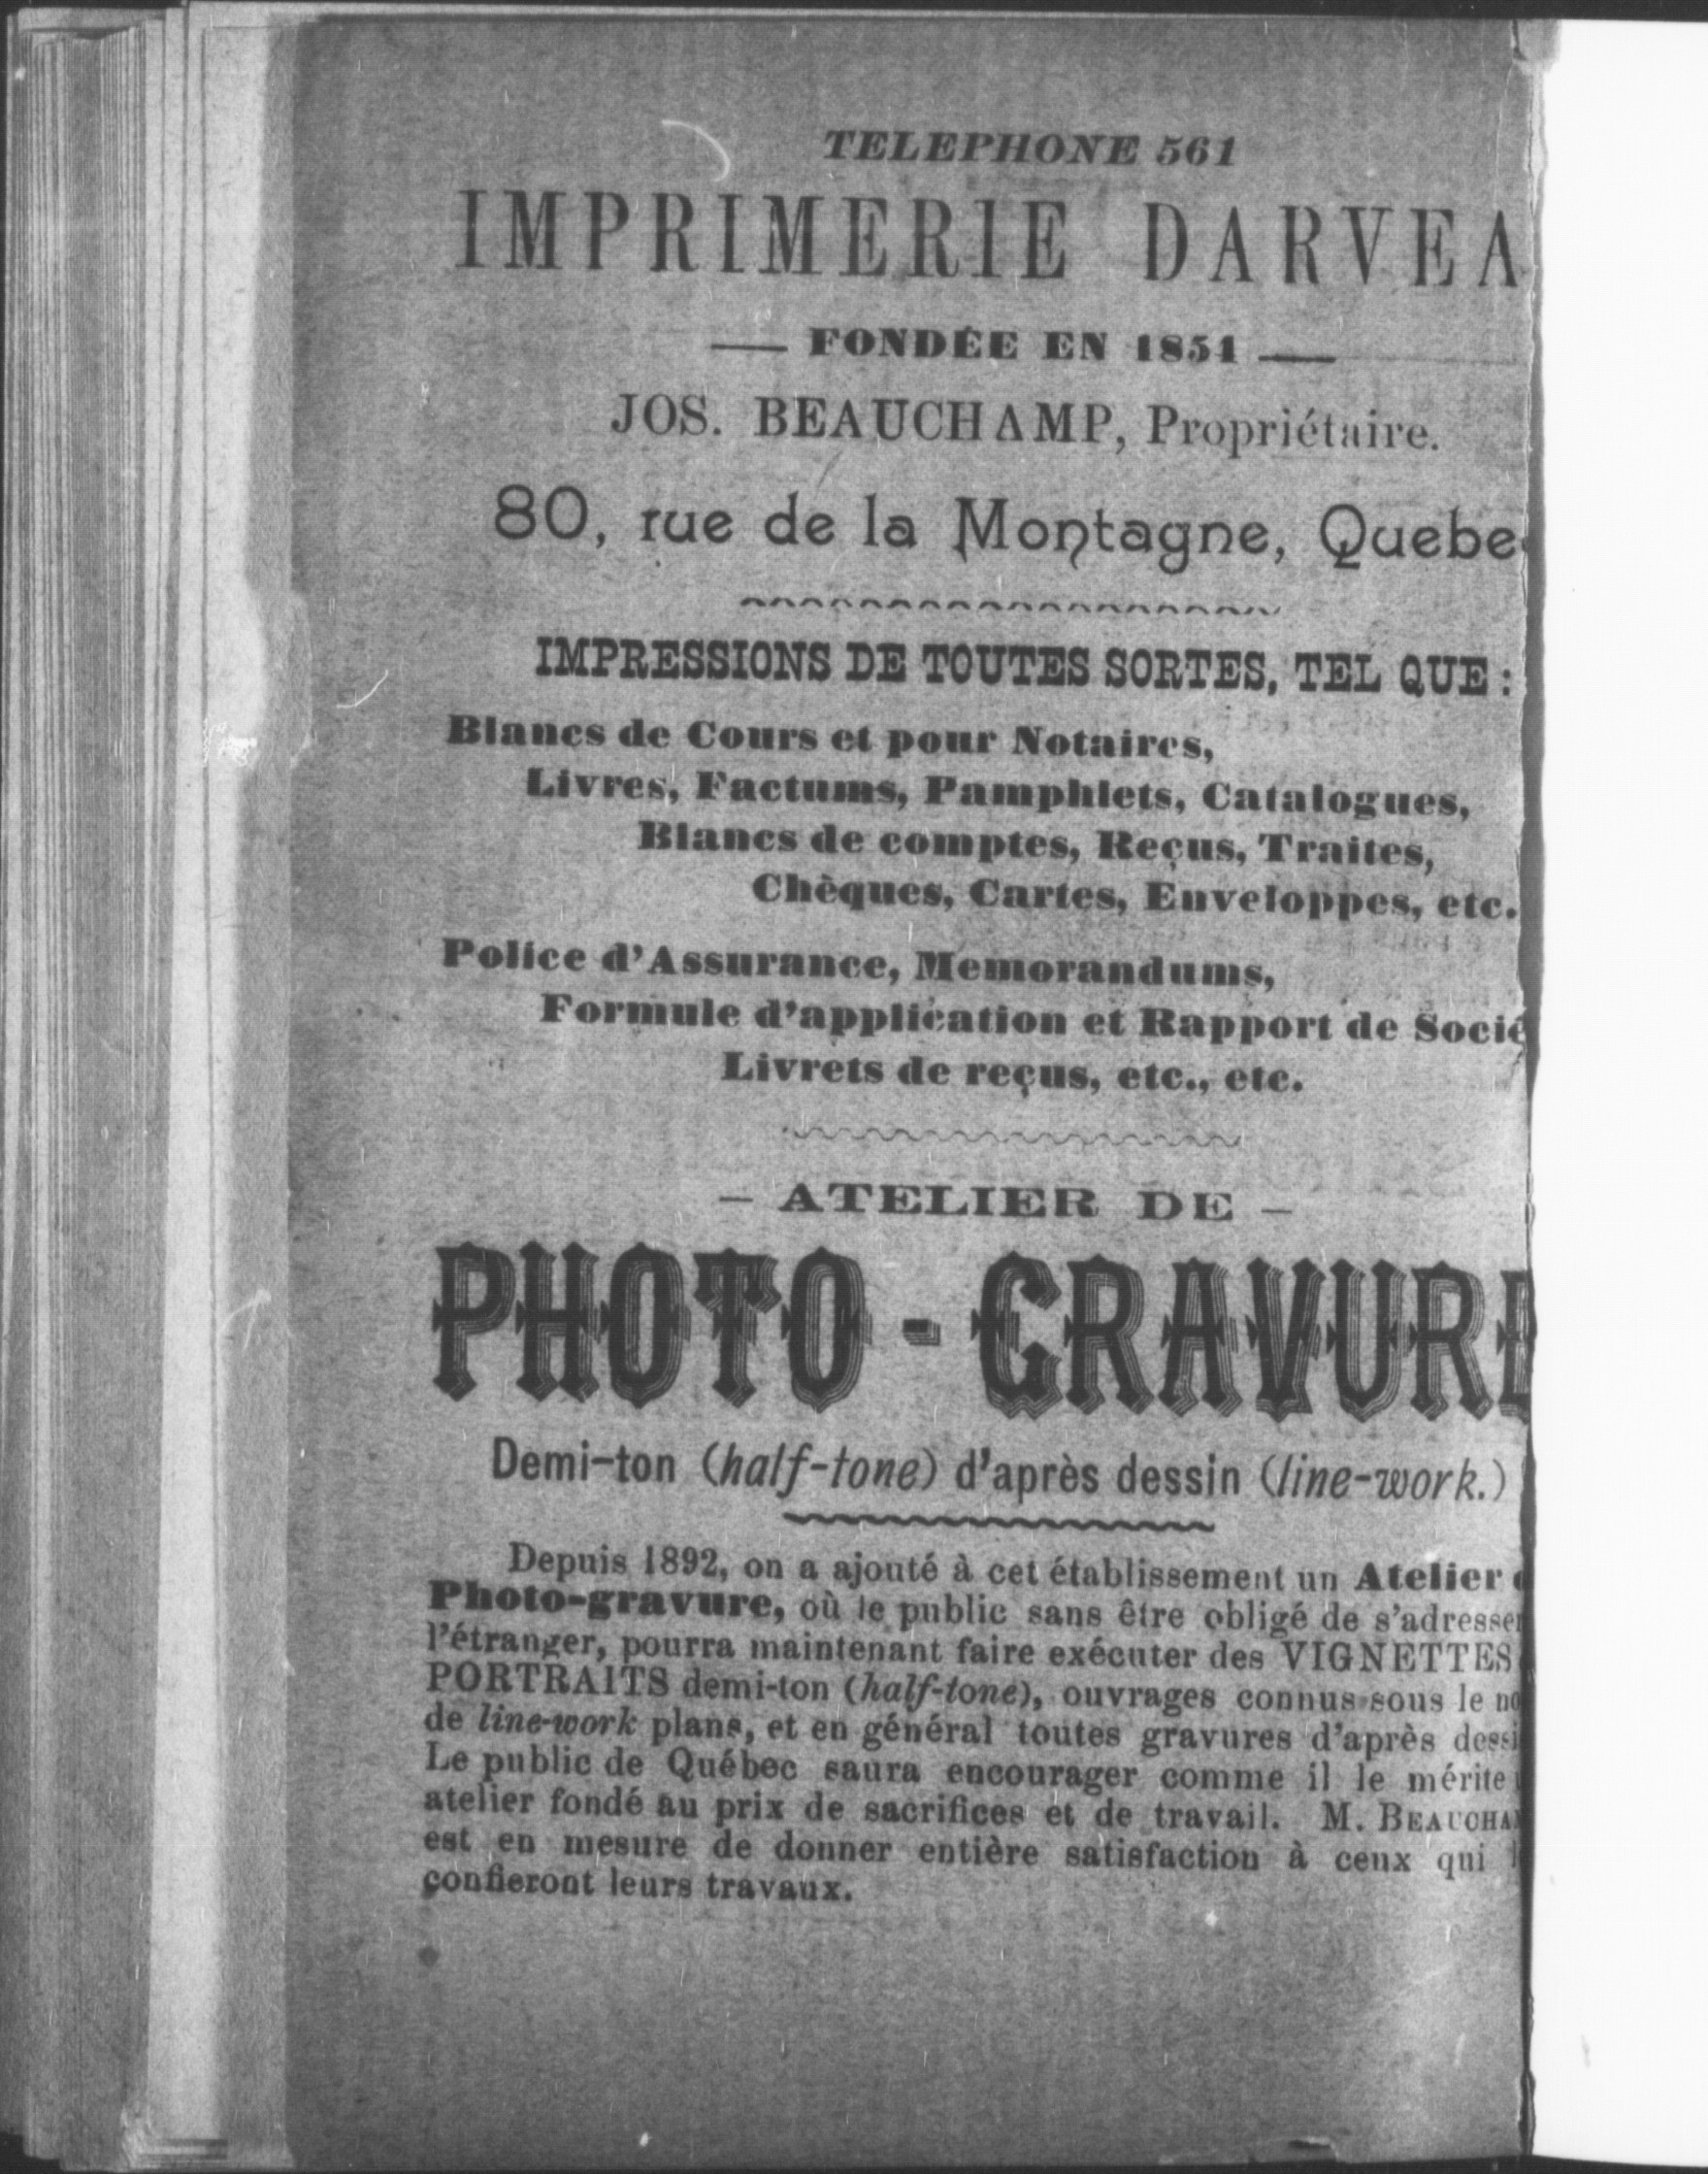 TELEPHONE 561
IMPRIMERIE DARVEA
— FONDÉE EN 1851 —
JOS. BEAUCHAMP, Propriétaire.
80, rue de la Montagne, Quebe
IMPRESSIONS DE TOUTES SORTES, TEL QUE :
Blancs de Cours et pour Notaires,
Livres, Factums, Pamphlets, Catalogues,
Blancs de comptes, Reçus, Traites,
Chèques, Cartes, Enveloppes, etc.
Police d'Assurance, Memorandums,
Formule d'application et Rapport de Socié
Livrets de reçus, etc., etc.
— ATELIER DE —
PHOTO - GRAVURE
Demi-ton (half-tone) d'après dessin (line-work.)
Depuis 1892, on a ajouté à cet établissement un Atelier
Photo-gravure, où le public sans être obligé de s'adresser
l'étranger, pourra maintenant faire exécuter des VIGNETTES
PORTRAITS demi-ton (half-tone), ouvrages connus sous le no
de line-work plans, et en général toutes gravures d'après dessi
Le public de Québec saura encourager comme il le mérite
atelier fondé au prix de sacrifices et de travail. M. BEAUCHA
est en mesure de donner entière satisfaction à ceux qui
confieront leurs travaux.